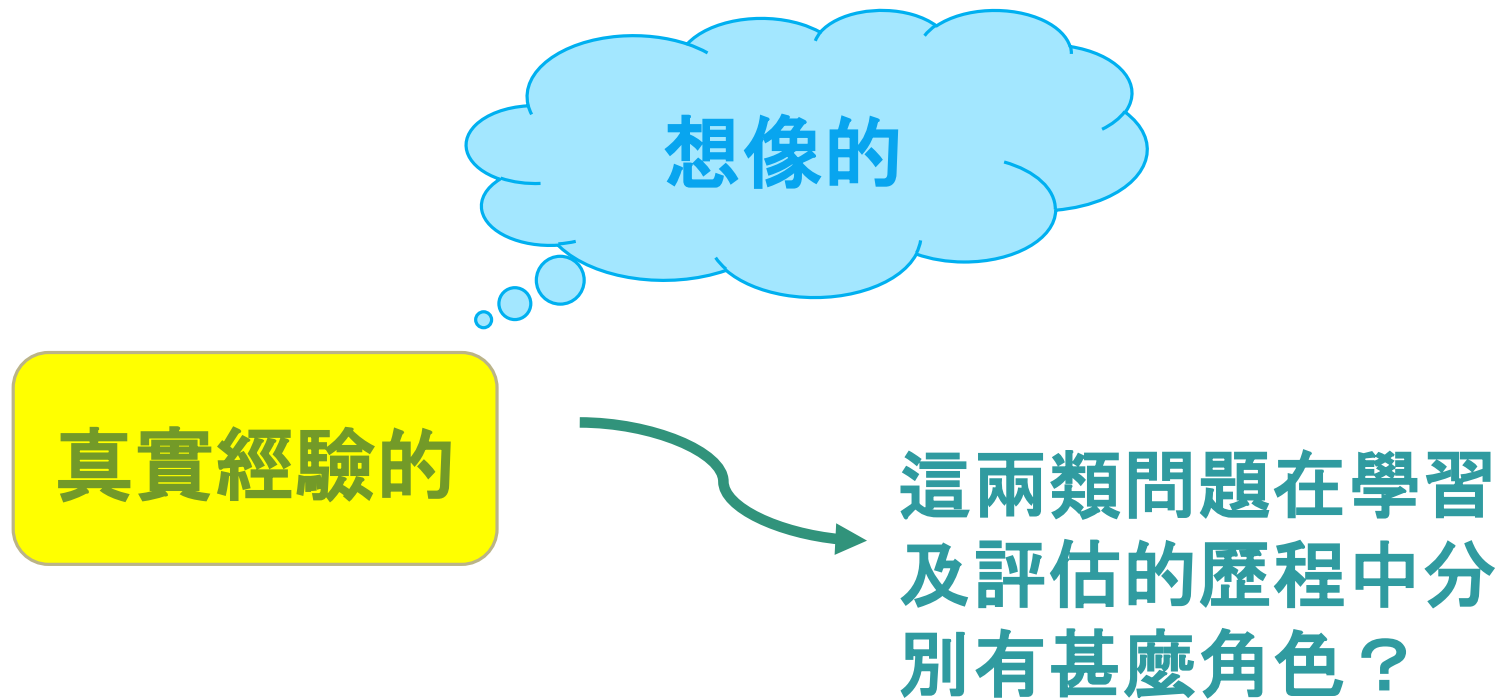 想像的
真實經驗的
這兩類問題在學習
及評估的歷程中分
別有甚麼角色？